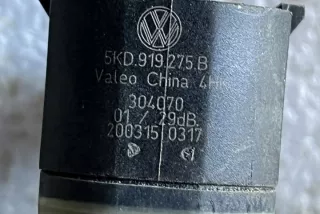 5KD.919.275.B
Valeo China
304070
01 / 29dB
200315 0317